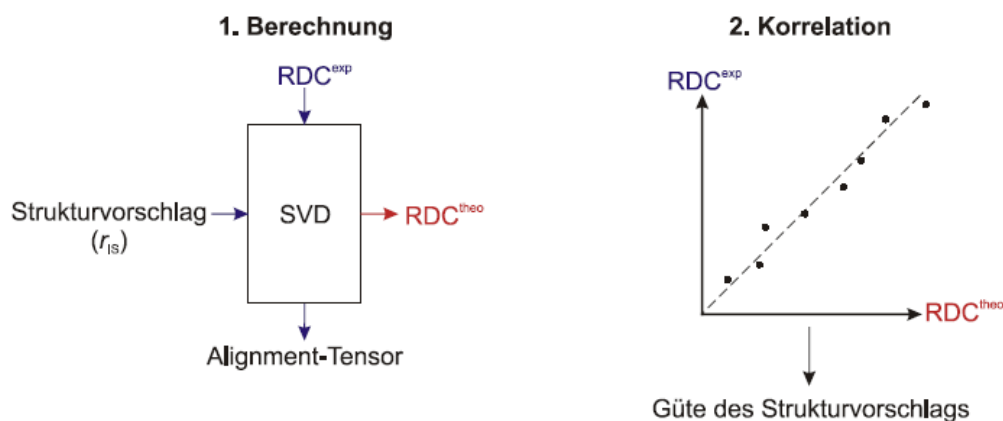 1. Berechnung
RDC^exp
Strukturvorschlag
(r_IS)
SVD
RDC^theo
Alignment-Tensor
2. Korrelation
RDC^exp
RDC^theo
Güte des Strukturvorschlags